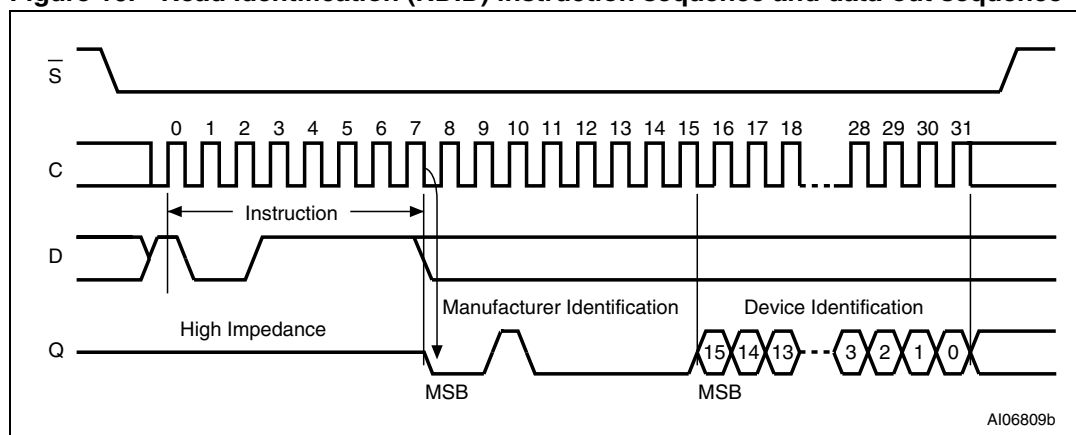 Figure 10. Read Identification (RDID) instruction sequence and data-out sequence
S
0 1 2 3 4 5 6 7 8 9 10 11 12 13 14 15 16 17 18 28 29 30 31
C
Instruction
D
Manufacturer Identification Device Identification
High Impedance
Q 15 14 13 3 2 1 0
MSB MSB
AI06809b